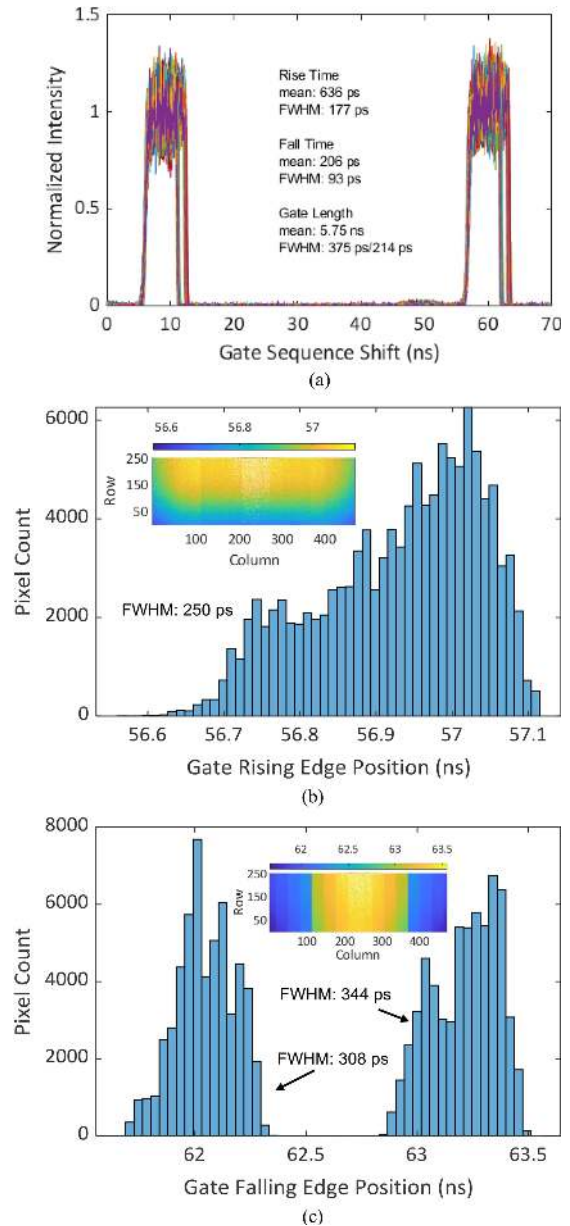 1.5
1
0.5
0
Normalized Intensity
Rise Time
mean: 636 ps
FWHM: 177 ps
Fall Time
mean: 206 ps
FWHM: 93 ps
Gate Length
mean: 5.75 ns
FWHM: 375 ps/214 ps
0 10 20 30 40 50 60 70
Gate Sequence Shift (ns)
(a)
6000
4000
2000
0
Pixel Count
56.6 56.8 57
250
150
50
Row
100 200 300 400
Column
FWHM: 250 ps
56.6 56.7 56.8 56.9 57 57.1
Gate Rising Edge Position (ns)
(b)
8000
6000
4000
2000
0
Pixel Count
62 62.5 63 63.5
250
150
50
Row
100 200 300 400
Column
FWHM: 344 ps
FWHM: 308 ps
62 62.5 63 63.5
Gate Falling Edge Position (ns)
(c)